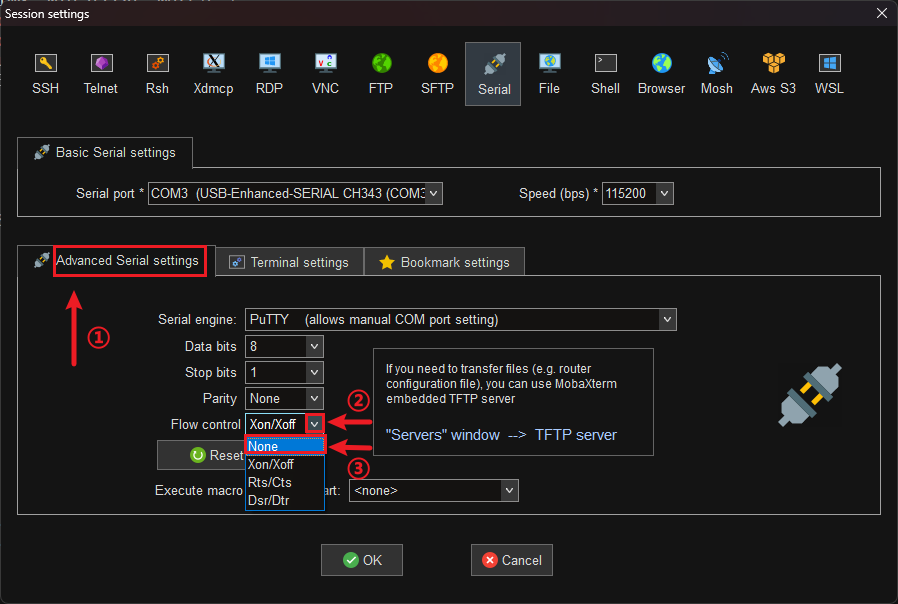 Session settings
SSH Telnet Rsh Xdmcp RDP VNC FTP SFTP Serial File Shell Browser Mosh Aws S3 WSL
Basic Serial settings
Serial port * COM3 (USB-Enhanced-SERIAL CH343 (COM3 Speed (bps) * 115200
Advanced Serial settings Terminal settings Bookmark settings
①
Serial engine: PuTTY (allows manual COM port setting)
Data bits 8
Stop bits 1
Parity None
Flow control Xon/Xoff
②
None
③
Xon/Xoff
Rts/Cts
Dsr/Dtr
If you need to transfer files (e.g. router
configuration file), you can use MobaXterm
embedded TFTP server
"Servers" window --> TFTP server
Reset
Execute macro art: <none>
OK Cancel